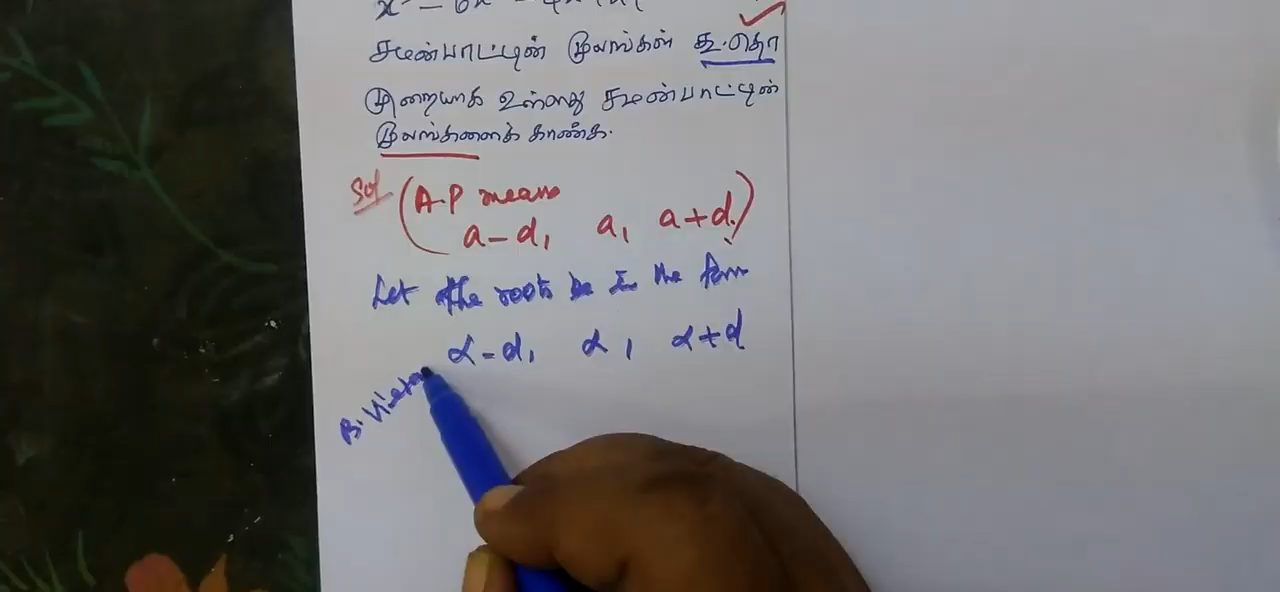 சமன்பாட்டின் மூலங்கள் கூ.தொ
முறையாக உள்ளது சமன்பாட்டின்
மூலங்களைக் காண்க.
Sol (A.P means
a-d, a, a+d.)
Let the roots be in the form
α-d, α, α+d
By Vieta